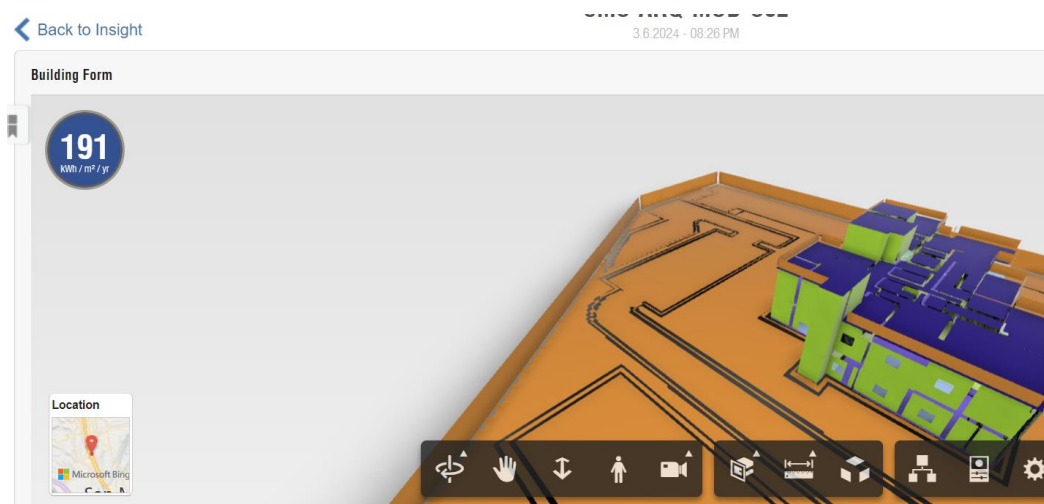 Back to Insight
3.6.2024 - 08:26 PM
Building Form
191
kWh / m² / yr
Location
Microsoft Bing